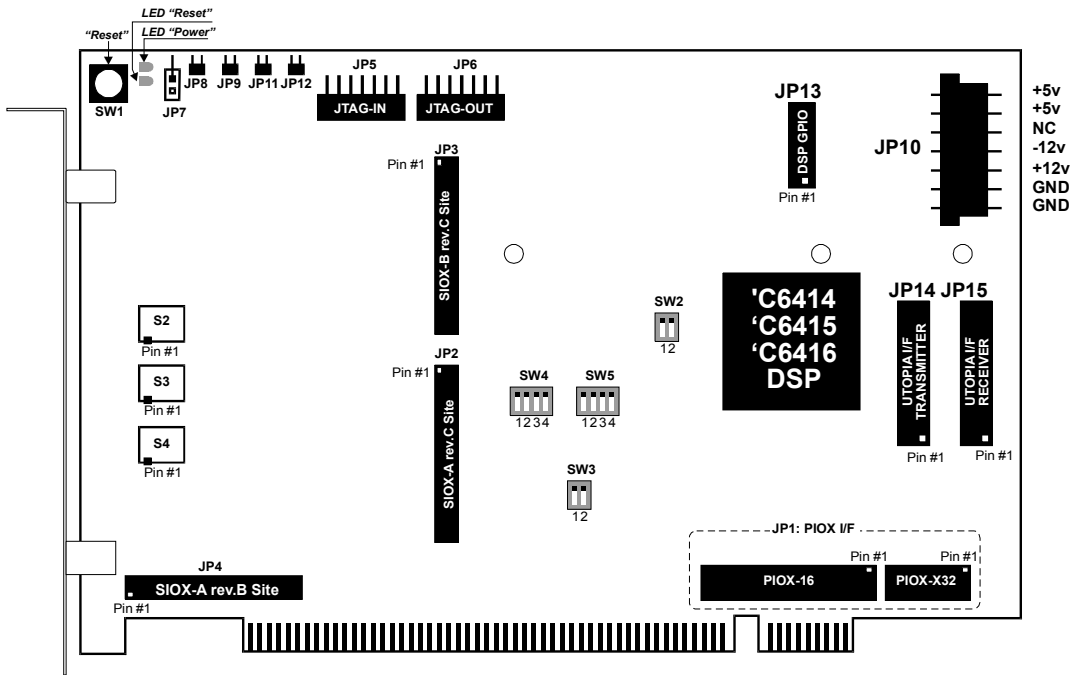 LED “Reset”
LED “Power”
“Reset”
SW1
JP7
JP8
JP9
JP11
JP12
JP5
JTAG-IN
JP6
JTAG-OUT
JP13
DSP GPIO
Pin #1
JP10
+5v
+5v
NC
-12v
+12v
GND
GND
JP3
Pin #1
SIOX-B rev.C Site
S2
Pin #1
S3
Pin #1
S4
Pin #1
JP2
Pin #1
SIOX-A rev.C Site
SW2
12
SW4
1234
SW5
1234
SW3
12
'C6414
‘C6415
‘C6416
DSP
JP14
UTOPIA I/F
TRANSMITTER
Pin #1
JP15
UTOPIA I/F
RECEIVER
Pin #1
JP4
SIOX-A rev.B Site
Pin #1
JP1: PIOX I/F
Pin #1
PIOX-16
Pin #1
PIOX-X32